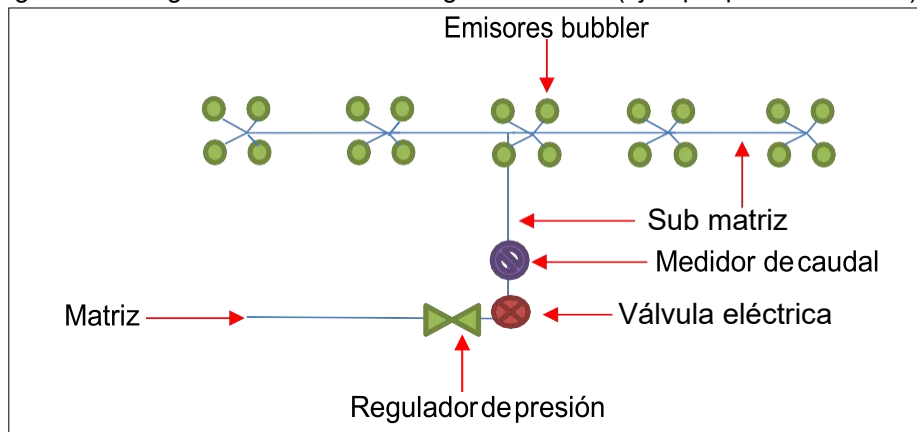 Emisores bubbler
Sub matriz
Medidor de caudal
Matriz
Válvula eléctrica
Regulador de presión